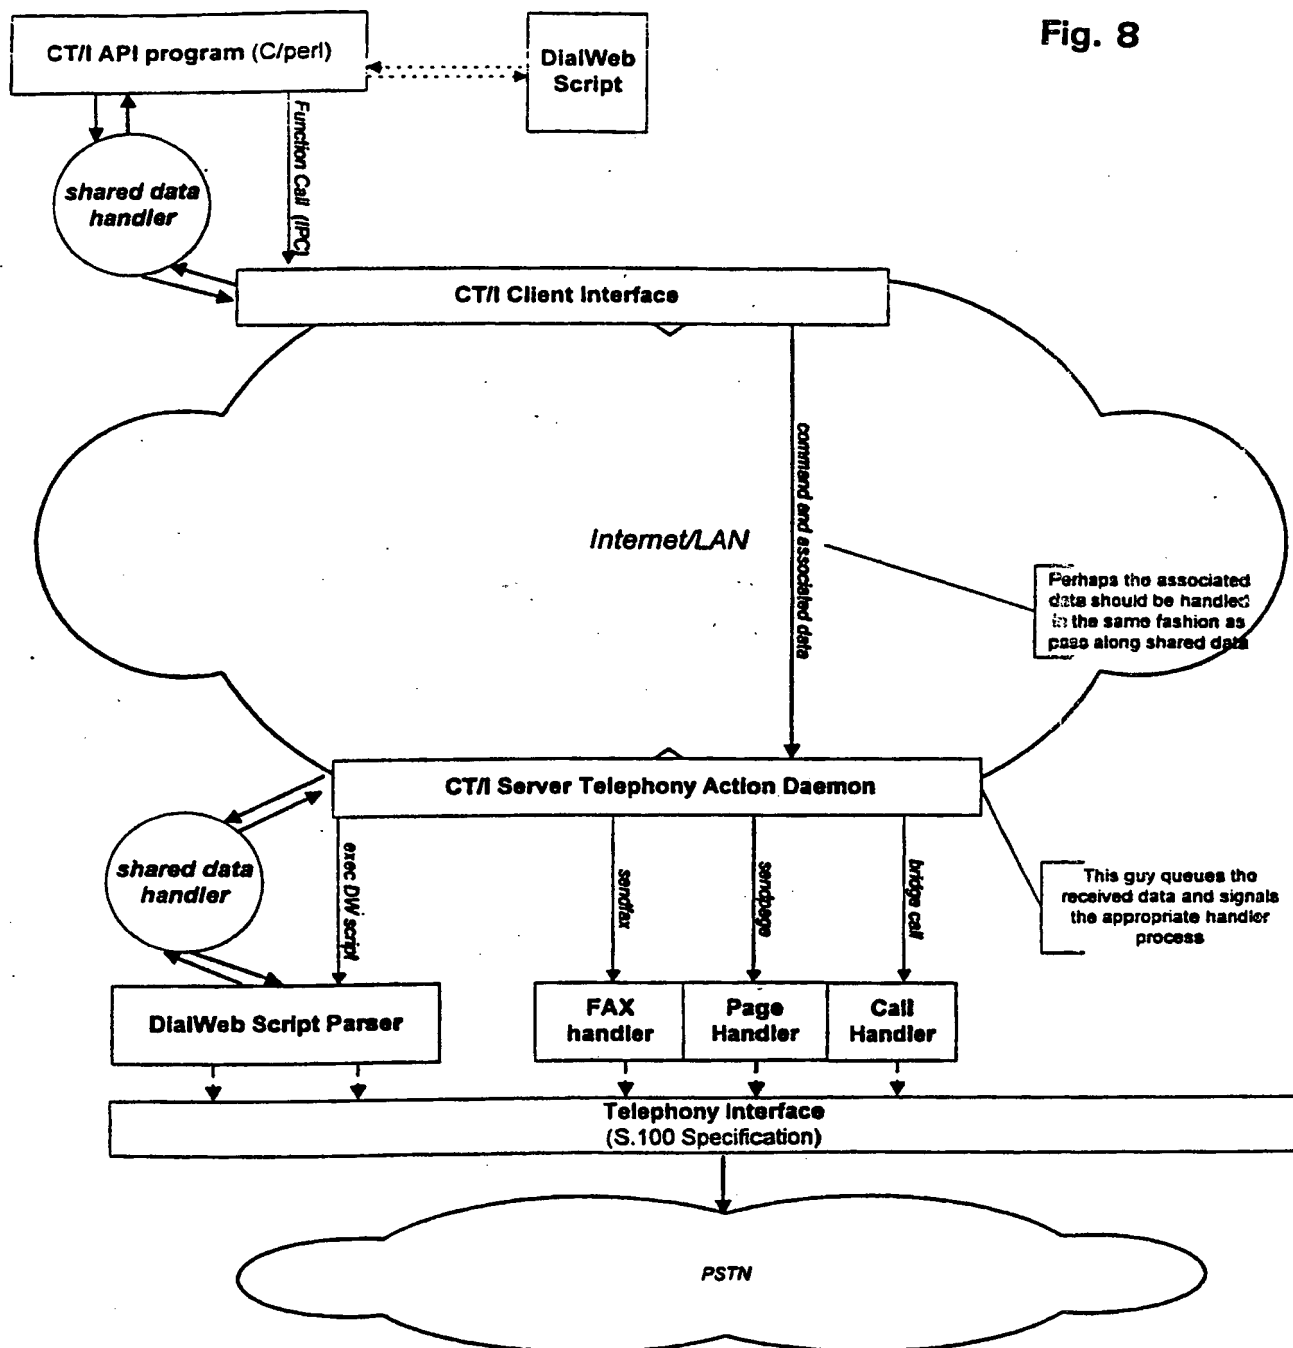 Fig. 8
CT/I API program (C/perl)
DialWeb
Script
Function Call (IPC)
shared data
handler
CT/I Client Interface
command and associated data
Internet/LAN
Perhaps the associated
data should be handled
in the same fashion as
pass along shared data
CT/I Server Telephony Action Daemon
shared data
handler
exec DW script
sendfax
sendpage
bridge call
This guy queues the
received data and signals
the appropriate handler
process
DialWeb Script Parser
FAX
handler
Page
Handler
Call
Handler
Telephony Interface
(S.100 Specification)
PSTN